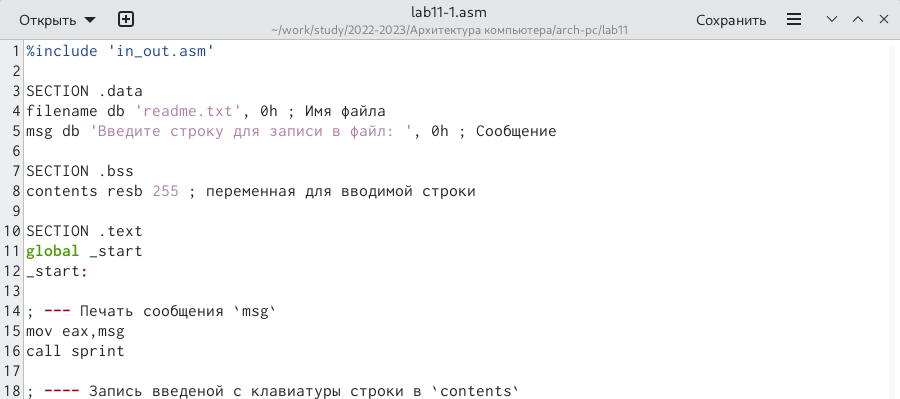 Открыть
lab11-1.asm
~/work/study/2022-2023/Архитектура компьютера/arch-pc/lab11
Сохранить
1 %include 'in_out.asm'
2
3 SECTION .data
4 filename db 'readme.txt', 0h ; Имя файла
5 msg db 'Введите строку для записи в файл: ', 0h ; Сообщение
6
7 SECTION .bss
8 contents resb 255 ; переменная для вводимой строки
9
10 SECTION .text
11 global _start
12 _start:
13
14 ; --- Печать сообщения `msg`
15 mov eax,msg
16 call sprint
17
18 ; ---- Запись введеной с клавиатуры строки в `contents`